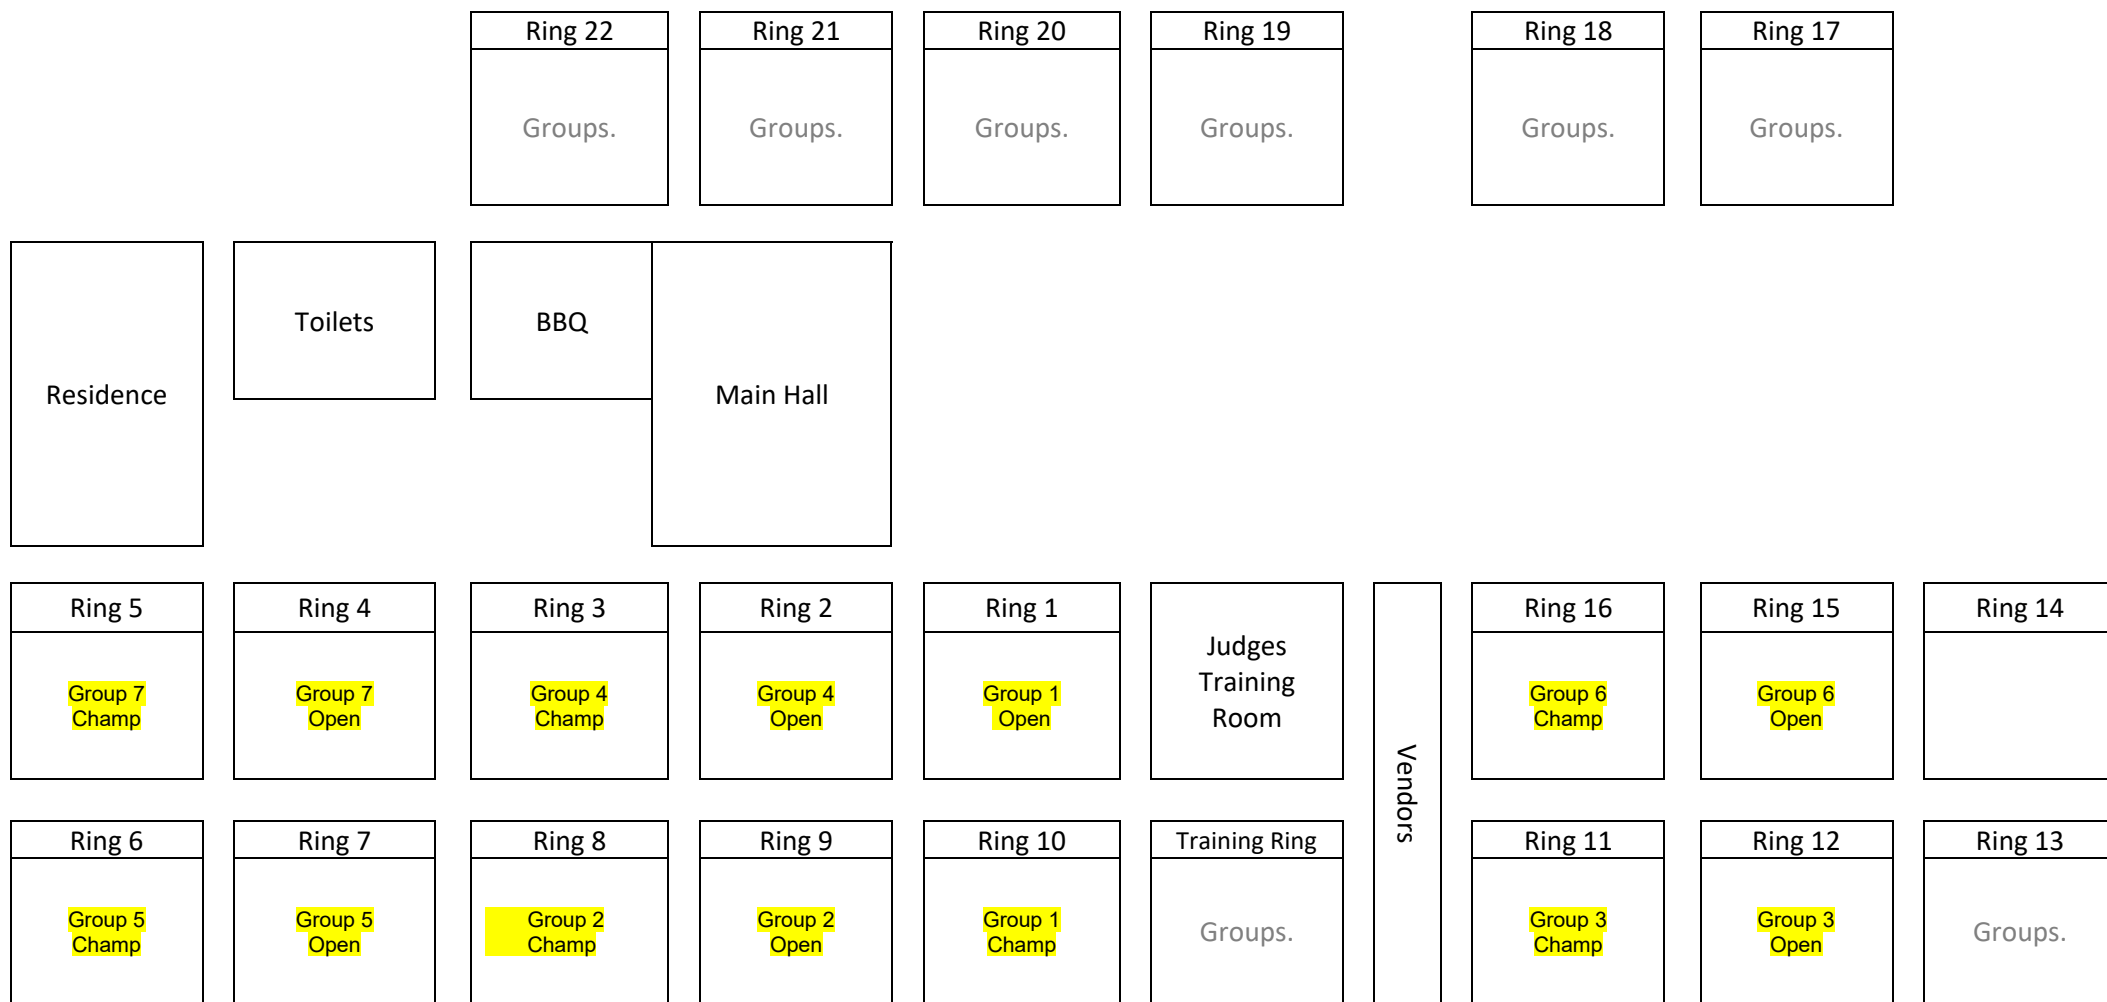 Ring 22
Ring 21
Ring 20
Ring 19
Ring 18
Ring 17
Groups.
Groups.
Groups.
Groups.
Groups.
Groups.
Residence
Toilets
BBQ
Main Hall
Ring 5
Ring 4
Ring 3
Ring 2
Ring 1
Judges
Training
Room
Vendors
Ring 16
Ring 15
Ring 14
Group 7
Champ
Group 7
Open
Group 4
Champ
Group 4
Open
Group 1
Open
Group 6
Champ
Group 6
Open
Ring 6
Ring 7
Ring 8
Ring 9
Ring 10
Training Ring
Ring 11
Ring 12
Ring 13
Group 5
Champ
Group 5
Open
Group 2
Champ
Group 2
Open
Group 1
Champ
Groups.
Group 3
Champ
Group 3
Open
Groups.